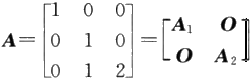 A = [1 0 0; 0 1 0; 0 1 2] = [A₁ O; O A₂]